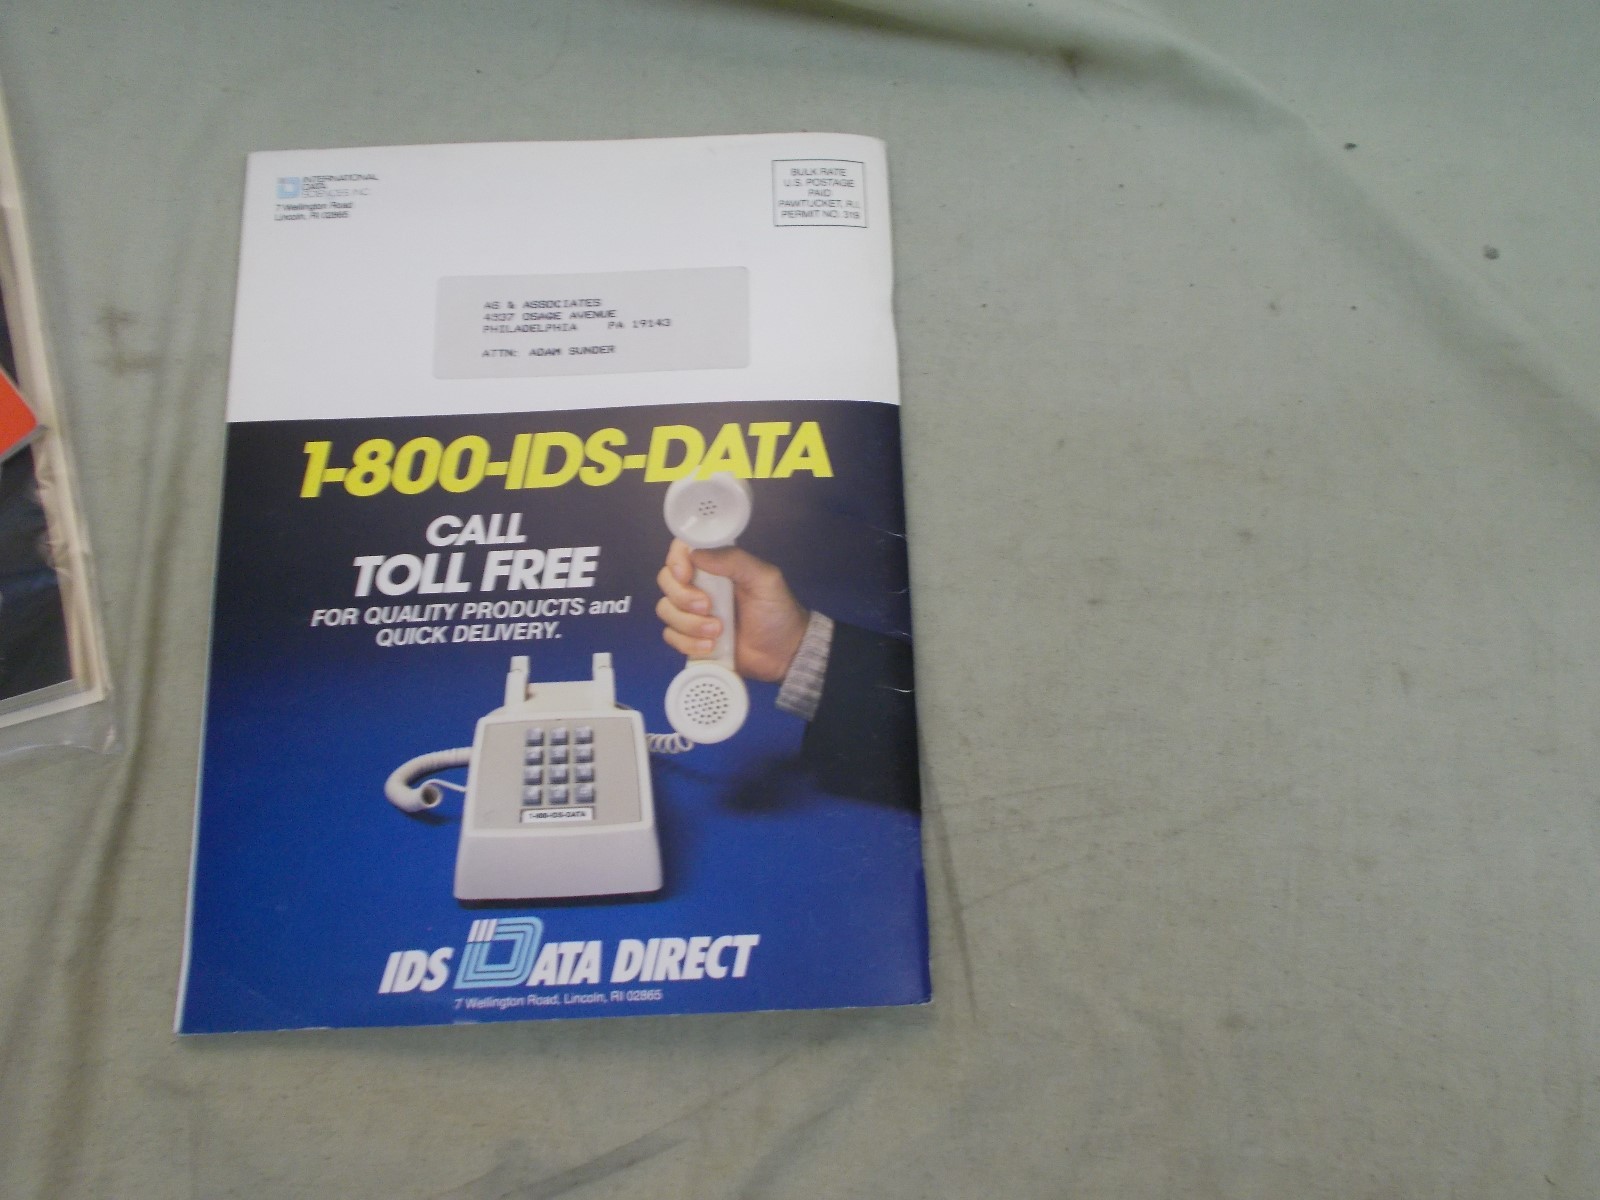 INTERNATIONAL
DATA
SCIENCES INC.
7 Wellington Road
Lincoln, RI 02865
BULK RATE
U.S. POSTAGE
PAID
PAWTUCKET, R.I.
PERMIT NO. 319
AS & ASSOCIATES
4937 OSAGE AVENUE
PHILADELPHIA PA 19143
ATTN: ADAM SUNDER
1-800-IDS-DATA
CALL
TOLL FREE
FOR QUALITY PRODUCTS and
QUICK DELIVERY.
1-800-IDS-DATA
IDS DATA DIRECT
7 Wellington Road, Lincoln, RI 02865